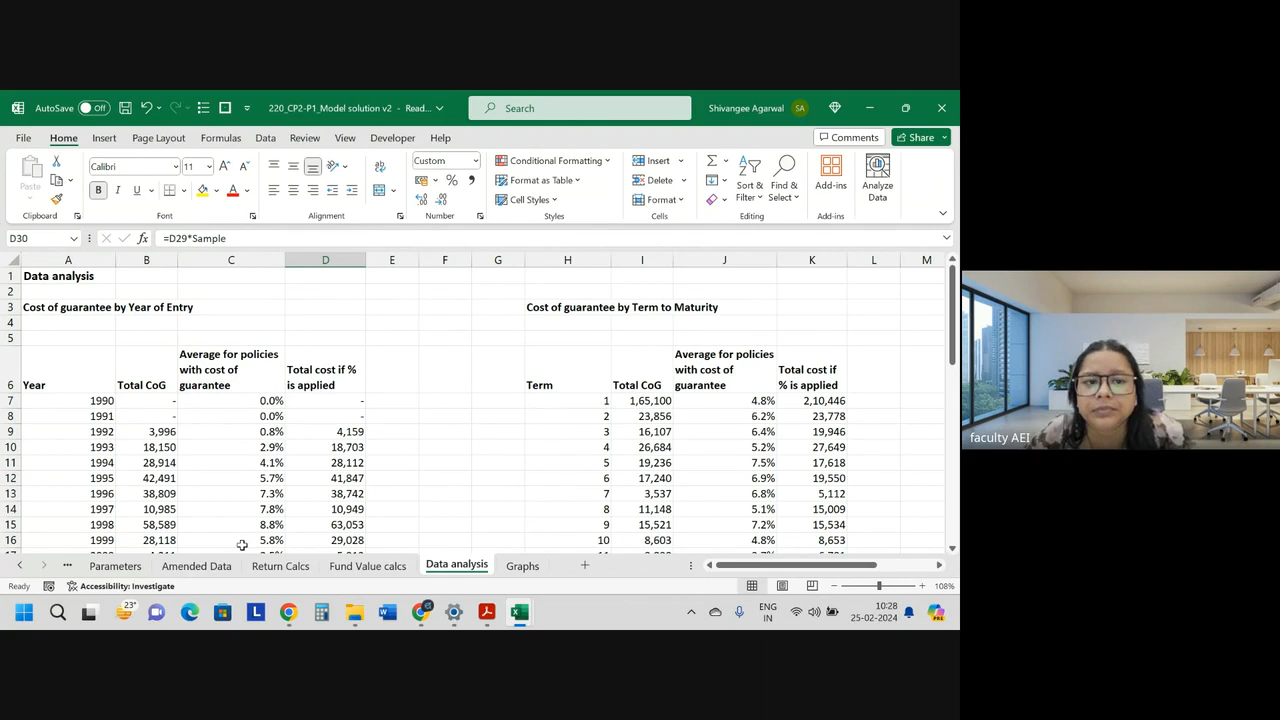 AutoSave Off 220_CP2-P1_Model solution v2 - Read... Search Shivangee Agarwal SA
File Home Insert Page Layout Formulas Data Review View Developer Help Comments Share
Calibri 11 Custom Conditional Formatting Insert
Paste B I U Format as Table Delete Sort & Filter Find & Select Add-ins Analyze Data
Cell Styles Format
Clipboard Font Alignment Number Styles Cells Editing Add-ins
D30 fx =D29*Sample
A B C D E F G H I J K L M
1 Data analysis
2
3 Cost of guarantee by Year of Entry Cost of guarantee by Term to Maturity
4
5
Average for policies Average for policies
with cost of Total cost if % with cost of Total cost if
6 Year Total CoG guarantee is applied Term Total CoG guarantee % is applied
7 1990 - 0.0% - 1 1,65,100 4.8% 2,10,446
8 1991 - 0.0% - 2 23,856 6.2% 23,778
9 1992 3,996 0.8% 4,159 3 16,107 6.4% 19,946
10 1993 18,150 2.9% 18,703 4 26,684 5.2% 27,649
11 1994 28,914 4.1% 28,112 5 19,236 7.5% 17,618
12 1995 42,491 5.7% 41,847 6 17,240 6.9% 19,550
13 1996 38,809 7.3% 38,742 7 3,537 6.8% 5,112
14 1997 10,985 7.8% 10,949 8 11,148 5.1% 15,009
15 1998 58,589 8.8% 63,053 9 15,521 7.2% 15,534
16 1999 28,118 5.8% 29,028 10 8,603 4.8% 8,653
Parameters Amended Data Return Calcs Fund Value calcs Data analysis Graphs
Ready Accessibility: Investigate 108%
23° ENG 10:28
IN 25-02-2024
faculty AEI